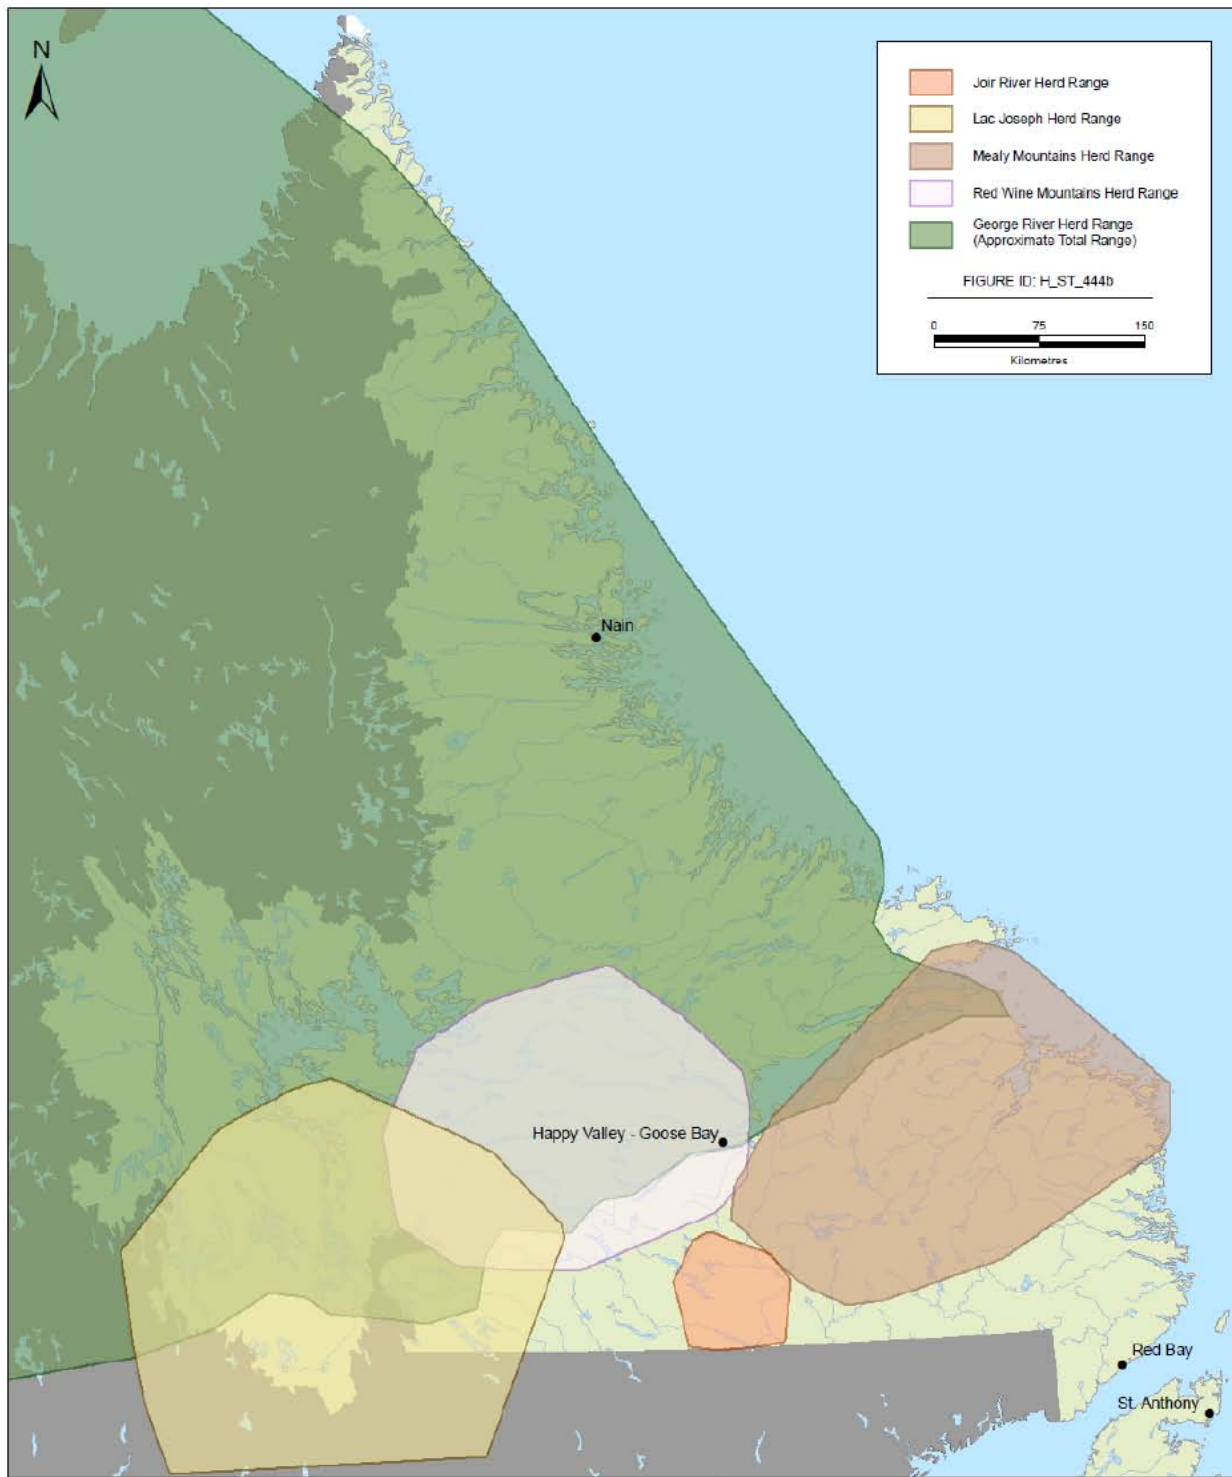 N
Joir River Herd Range
Lac Joseph Herd Range
Mealy Mountains Herd Range
Red Wine Mountains Herd Range
George River Herd Range
(Approximate Total Range)
FIGURE ID: H_ST_444b
0 75 150
Kilometres
Nain
Happy Valley - Goose Bay
Red Bay
St. Anthony